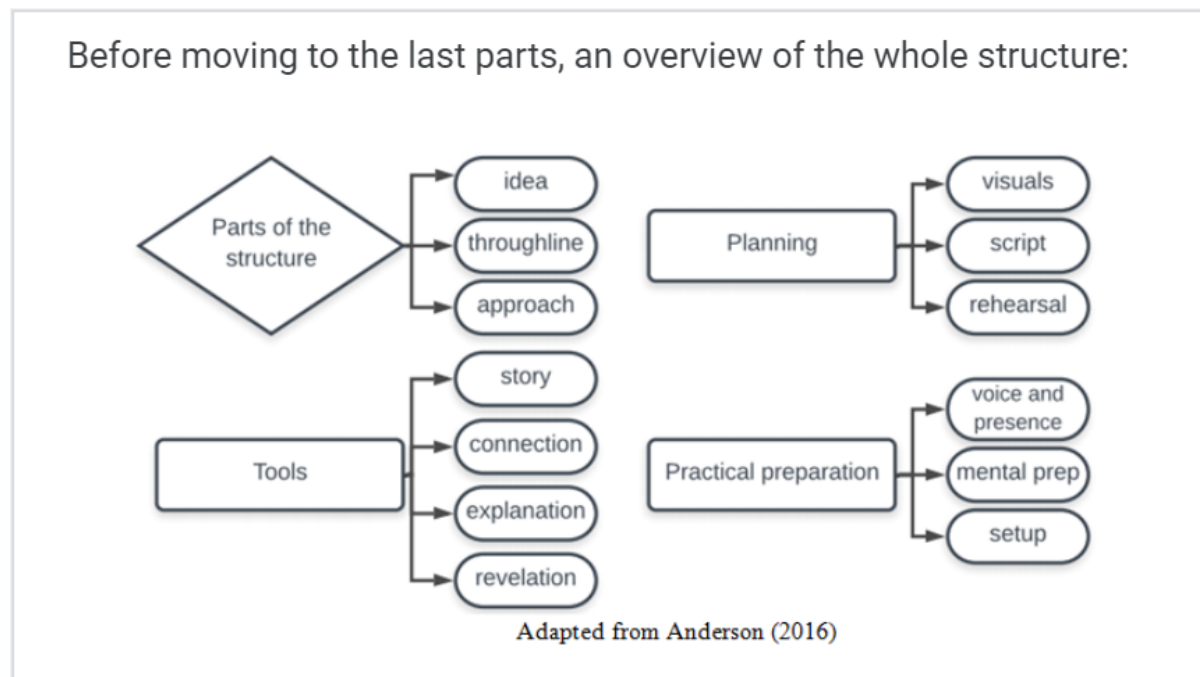 Before moving to the last parts, an overview of the whole structure:
Parts of the
structure
idea
throughline
approach
Tools
story
connection
explanation
revelation
Planning
visuals
script
rehearsal
Practical preparation
voice and
presence
mental prep
setup
Adapted from Anderson (2016)